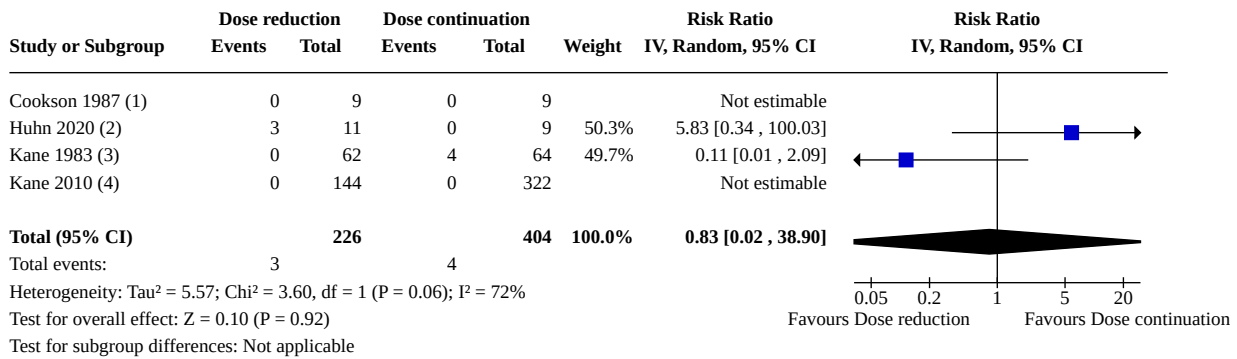 Dose reduction Dose continuation Risk Ratio Risk Ratio
Study or Subgroup Events Total Events Total Weight IV, Random, 95% CI IV, Random, 95% CI
Cookson 1987 (1) 0 9 0 9 Not estimable
Huhn 2020 (2) 3 11 0 9 50.3% 5.83 [0.34 , 100.03]
Kane 1983 (3) 0 62 4 64 49.7% 0.11 [0.01 , 2.09]
Kane 2010 (4) 0 144 0 322 Not estimable
Total (95% CI) 226 404 100.0% 0.83 [0.02 , 38.90]
Total events: 3 4
Heterogeneity: Tau² = 5.57; Chi² = 3.60, df = 1 (P = 0.06); I² = 72%
0.05 0.2 1 5 20
Test for overall effect: Z = 0.10 (P = 0.92)
Favours Dose reduction Favours Dose continuation
Test for subgroup differences: Not applicable